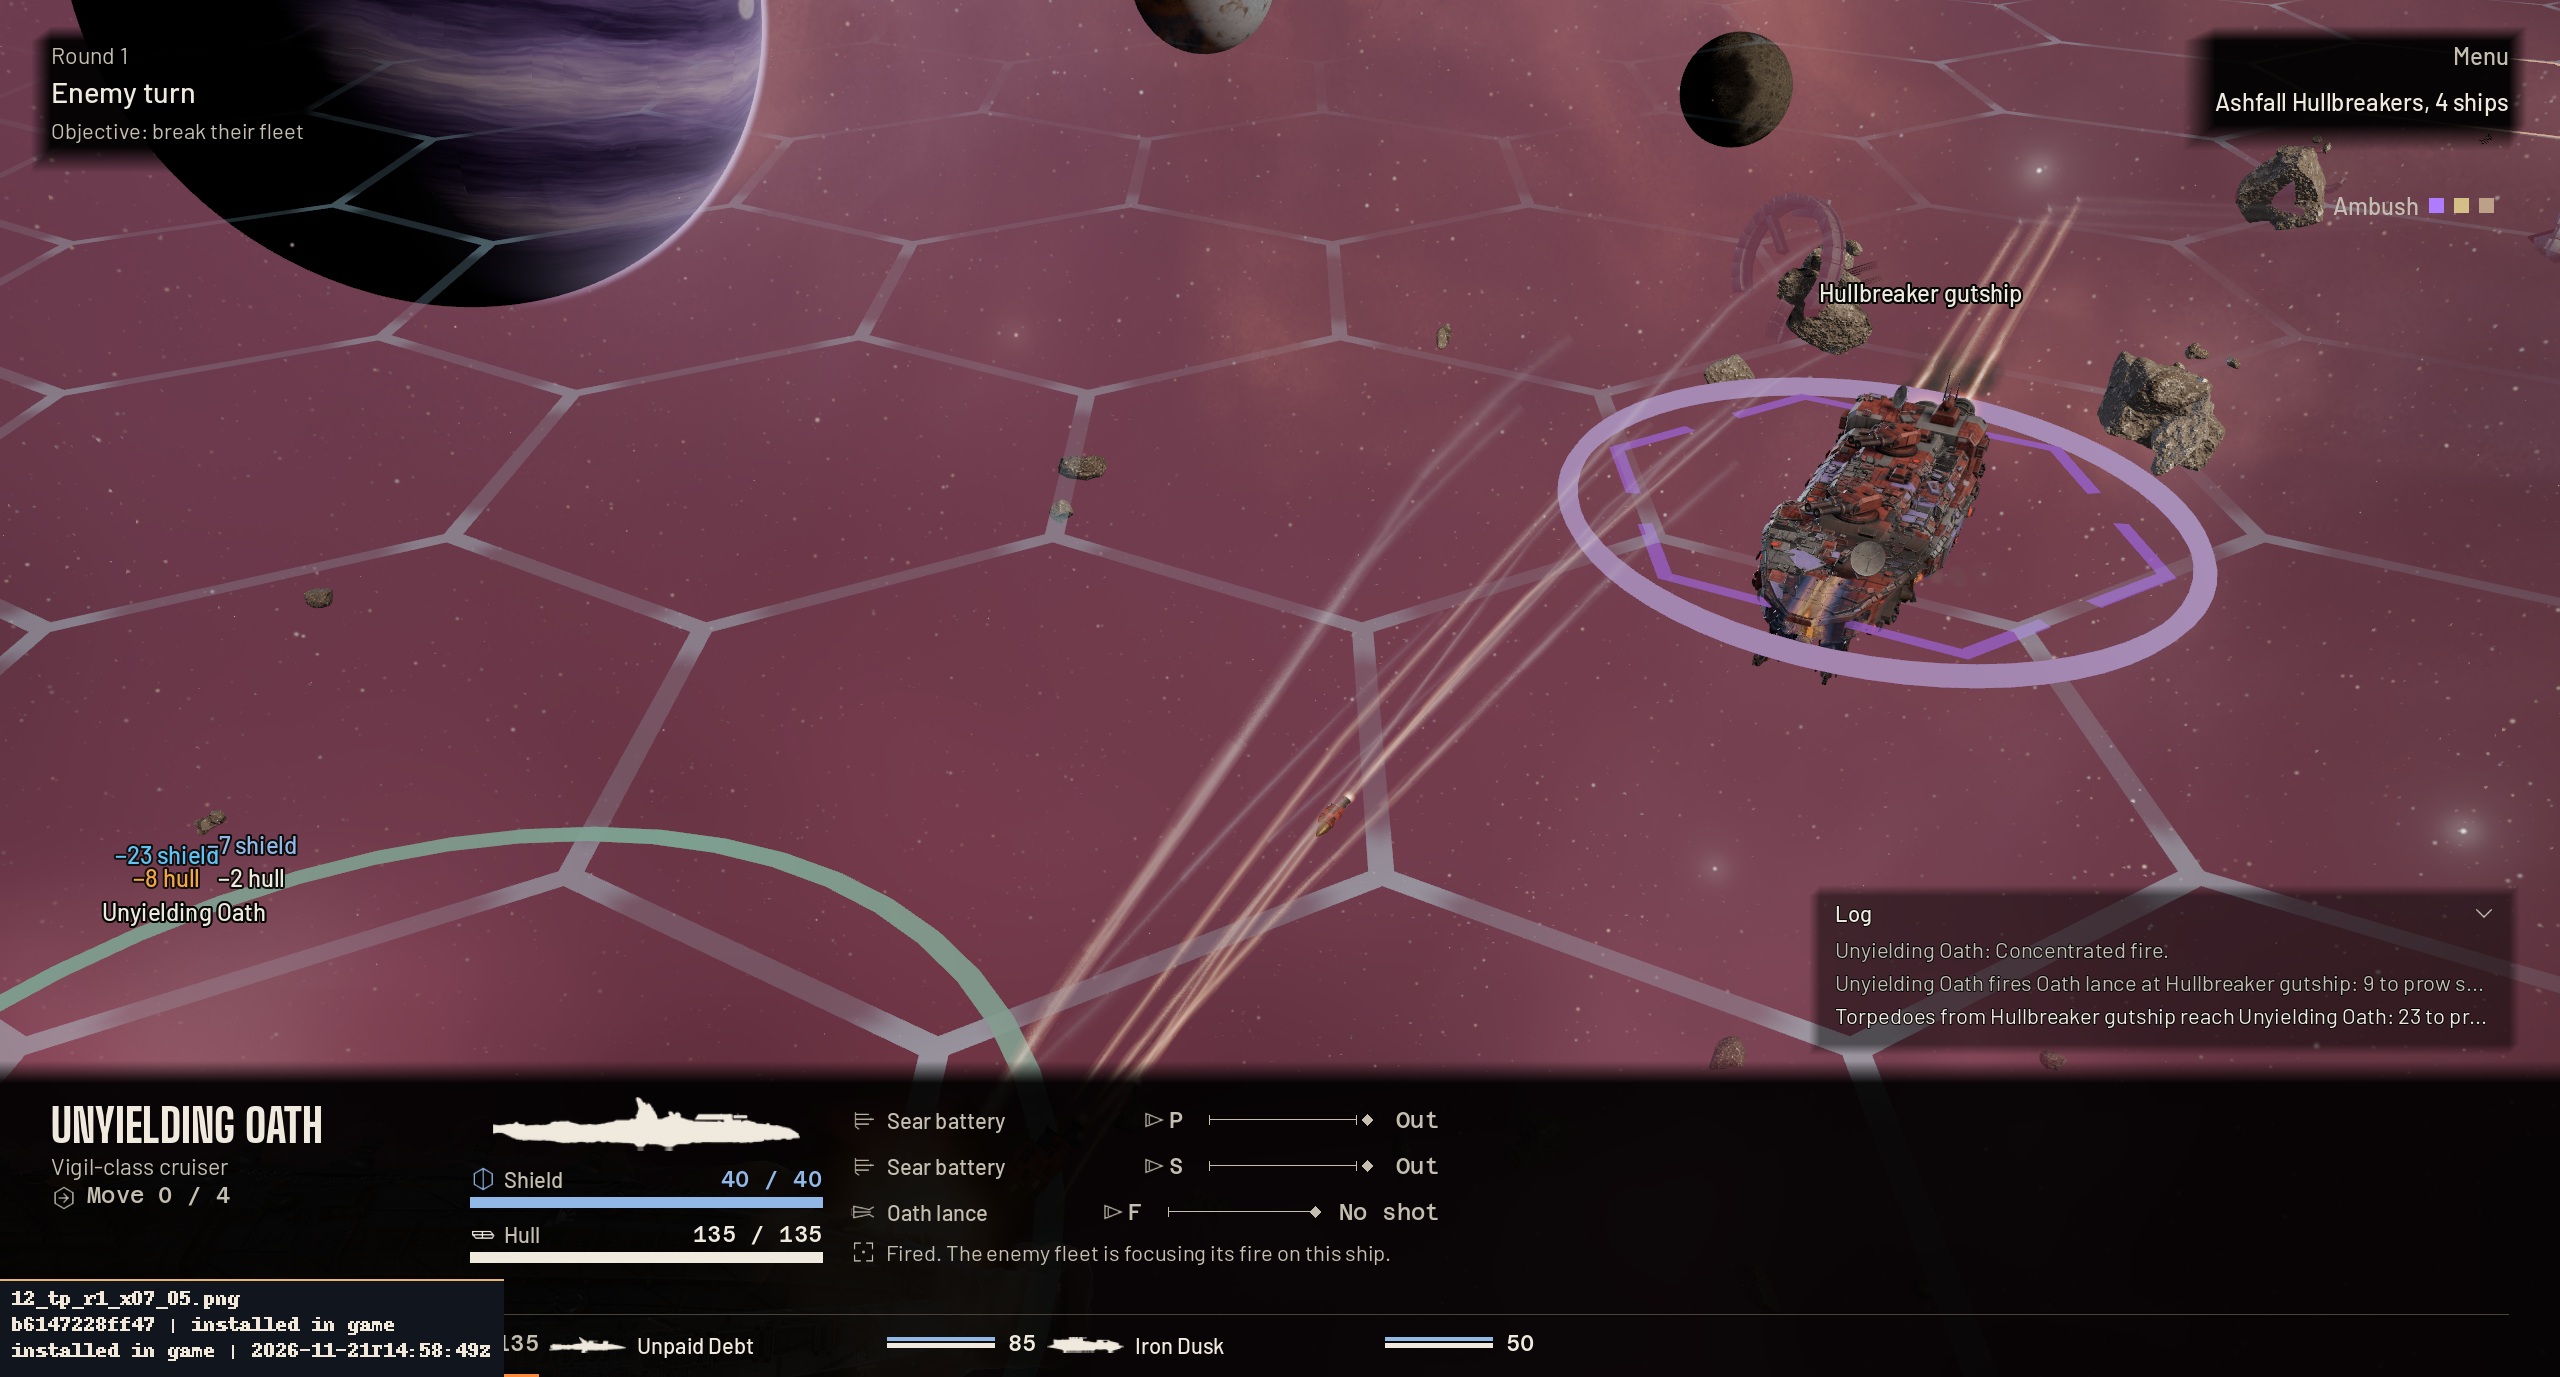 Round 1
Enemy turn
Objective: break their fleet
Menu
Ashfall Hullbreakers, 4 ships
Ambush
Hullbreaker gutship
−23 shield
−7 shield
−8 hull
−2 hull
Unyielding Oath
Log
Unyielding Oath: Concentrated fire.
Unyielding Oath fires Oath lance at Hullbreaker gutship: 9 to prow s...
Torpedoes from Hullbreaker gutship reach Unyielding Oath: 23 to pr...
UNYIELDING OATH
Vigil-class cruiser
Move 0 / 4
Shield 40 / 40
Hull 135 / 135
Sear battery P Out
Sear battery S Out
Oath lance F No shot
Fired. The enemy fleet is focusing its fire on this ship.
12_tp_r1_x07_05.png
b6147228ff47 | installed in game
installed in game | 2026-11-21r14:58:49z
135 Unpaid Debt 85 Iron Dusk 50